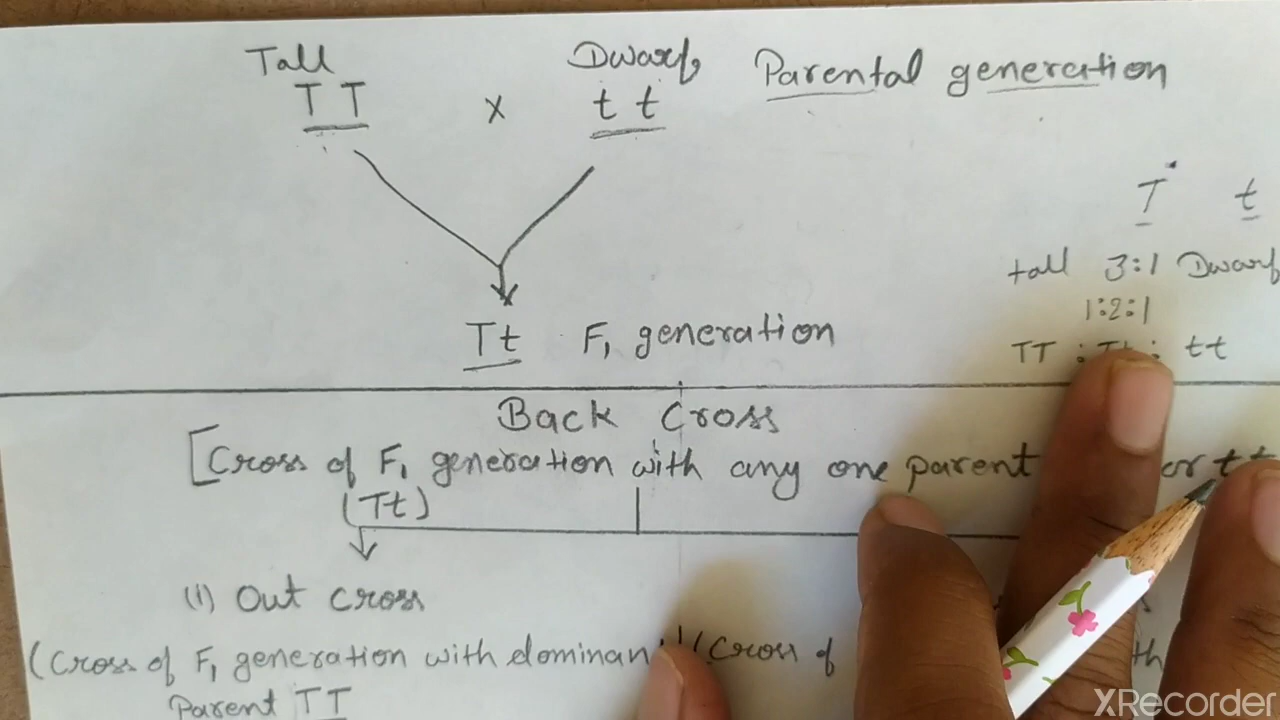 Tall
Dwarf
Parental generation
T T
x
t t
T t
tall 3:1 Dwarf
1:2:1
TT : : tt
Tt F1 generation
Back Cross
[Cross of F1 generation with any one parent or tt
(Tt)
(i) Out cross
(Cross of F1 generation with dominan
(Cross of
Parent TT
XRecorder